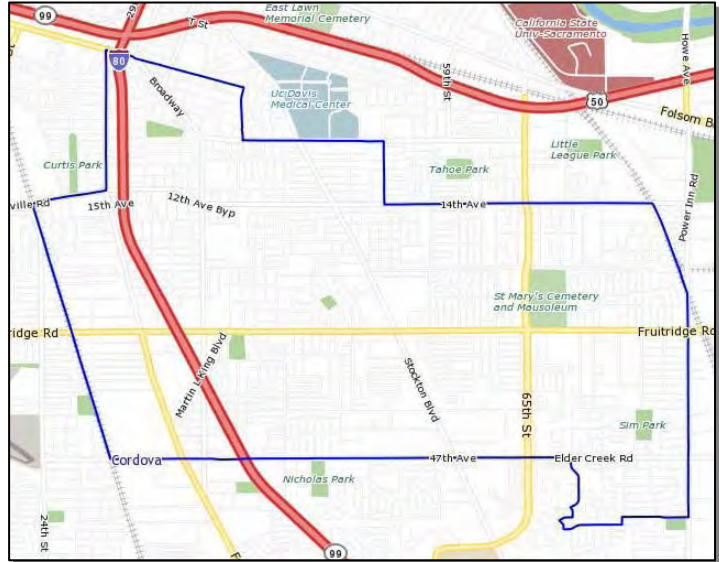 99
29t
East Lawn
Memorial Cemetery
T St
California State
Univ-Sacramento
Howe Ave
80
59th St
Broadway
Uc Davis
Medical Center
50
Folsom B
Little
League Park
Curtis Park
Tahoe Park
ville Rd
15th Ave
12th Ave Byp
14th Ave
Power Inn Rd
St Mary's Cemetery
and Mausoleum
ridge Rd
Fruitridge Rd
Martin L King Blvd
Stockton Blvd
65th St
Sim Park
Cordova
47th Ave
Elder Creek Rd
Nicholas Park
24th St
F
99